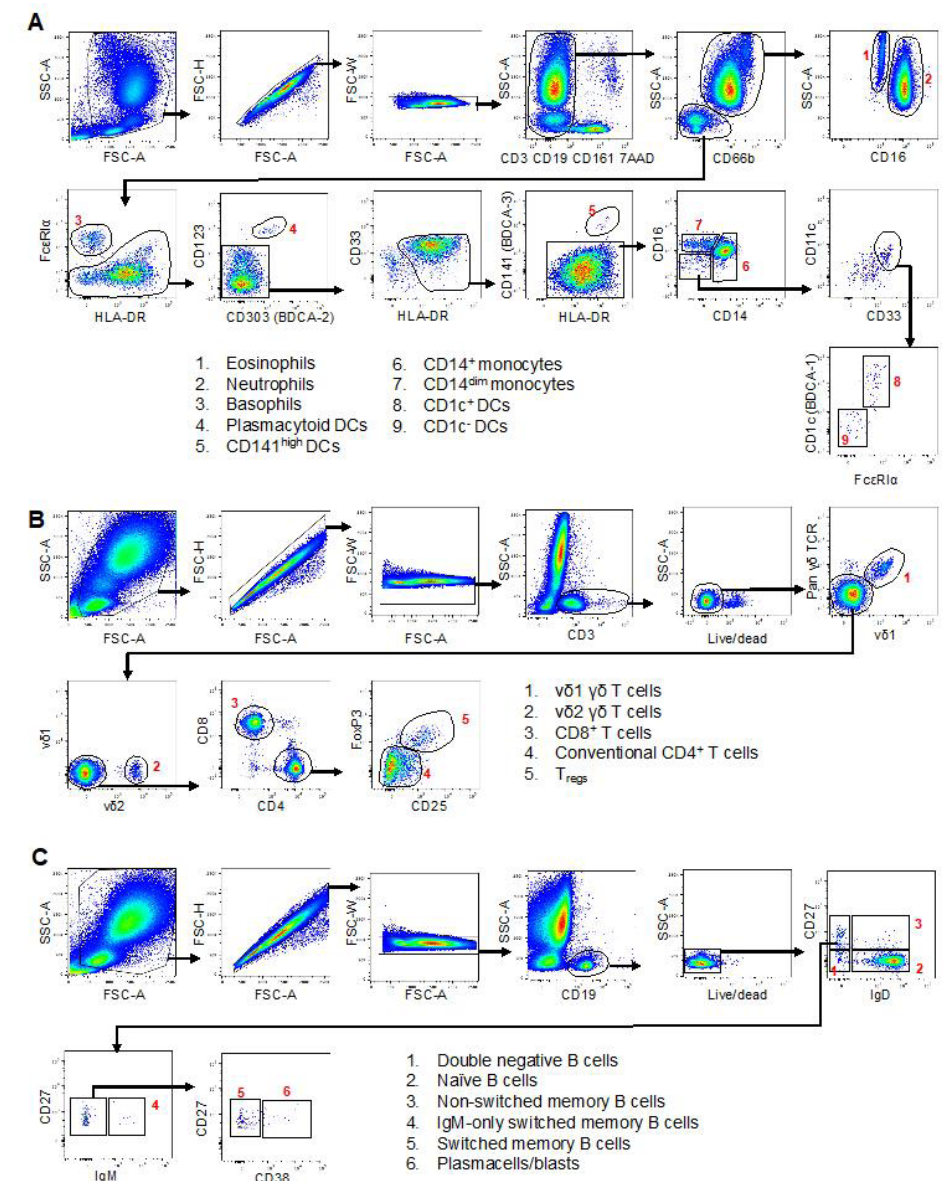 A
SSC-A
FSC-A
FSC-H
FSC-A
FSC-W
FSC-A
SSC-A
CD3 CD19 CD161 7AAD
SSC-A
CD66b
SSC-A
1
2
CD16
FcεRIα
3
HLA-DR
CD123
4
CD303 (BDCA-2)
CD33
HLA-DR
CD141 (BDCA-3)
5
HLA-DR
CD16
7
6
CD14
CD11c
CD33
CD1c (BDCA-1)
8
9
FcεRIα
1. Eosinophils
2. Neutrophils
3. Basophils
4. Plasmacytoid DCs
5. CD141high DCs
6. CD14+ monocytes
7. CD14dim monocytes
8. CD1c+ DCs
9. CD1c- DCs
B
SSC-A
FSC-A
FSC-H
FSC-A
FSC-W
FSC-A
SSC-A
CD3
SSC-A
Live/dead
Pan γδ TCR
1
vδ1
vδ1
2
vδ2
CD8
3
CD4
FoxP3
5
4
CD25
1. vδ1 γδ T cells
2. vδ2 γδ T cells
3. CD8+ T cells
4. Conventional CD4+ T cells
5. Tregs
C
SSC-A
FSC-A
FSC-H
FSC-A
FSC-W
FSC-A
SSC-A
CD19
SSC-A
Live/dead
CD27
3
1
2
IgD
CD27
4
IgM
CD27
5
6
CD38
1. Double negative B cells
2. Naïve B cells
3. Non-switched memory B cells
4. IgM-only switched memory B cells
5. Switched memory B cells
6. Plasmacells/blasts